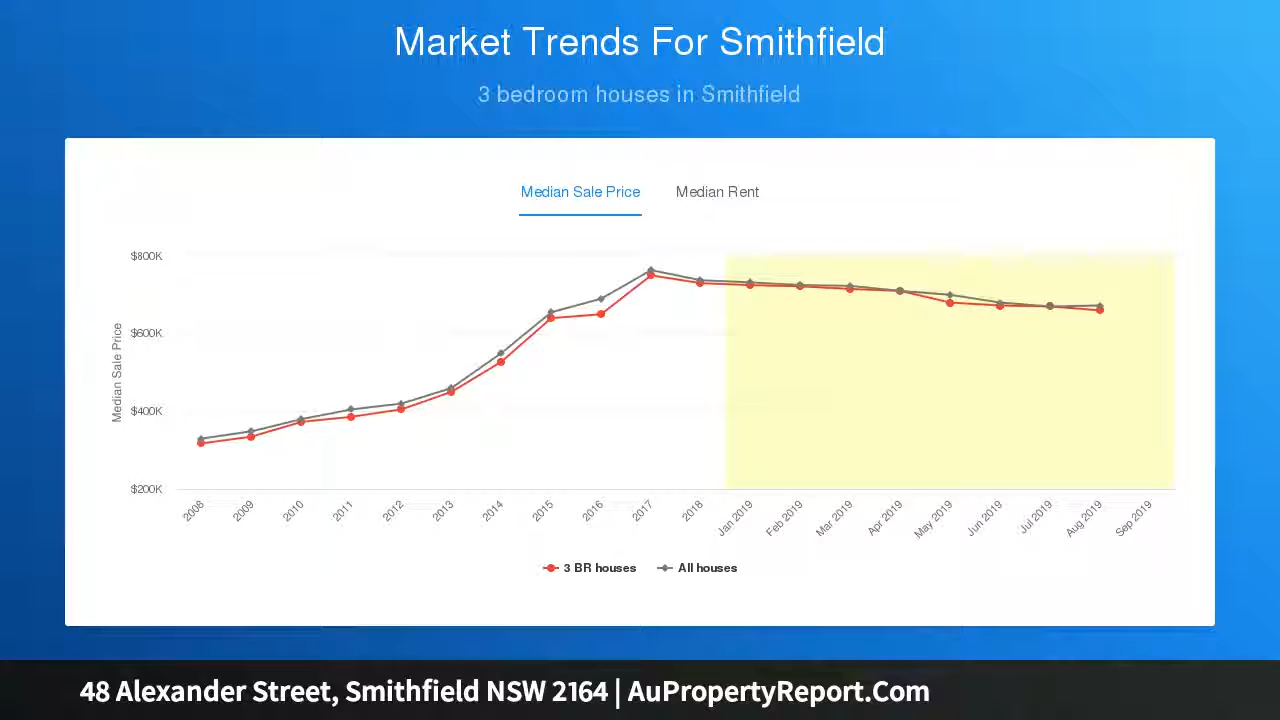 Market Trends For Smithfield
3 bedroom houses in Smithfield
Median Sale Price Median Rent
$800K
$600K
$400K
$200K
Median Sale Price
2008 2009 2010 2011 2012 2013 2014 2015 2016 2017 2018 Jan 2019 Feb 2019 Mar 2019 Apr 2019 May 2019 Jun 2019 Jul 2019 Aug 2019 Sep 2019
3 BR houses All houses
48 Alexander Street, Smithfield NSW 2164 | AuPropertyReport.Com